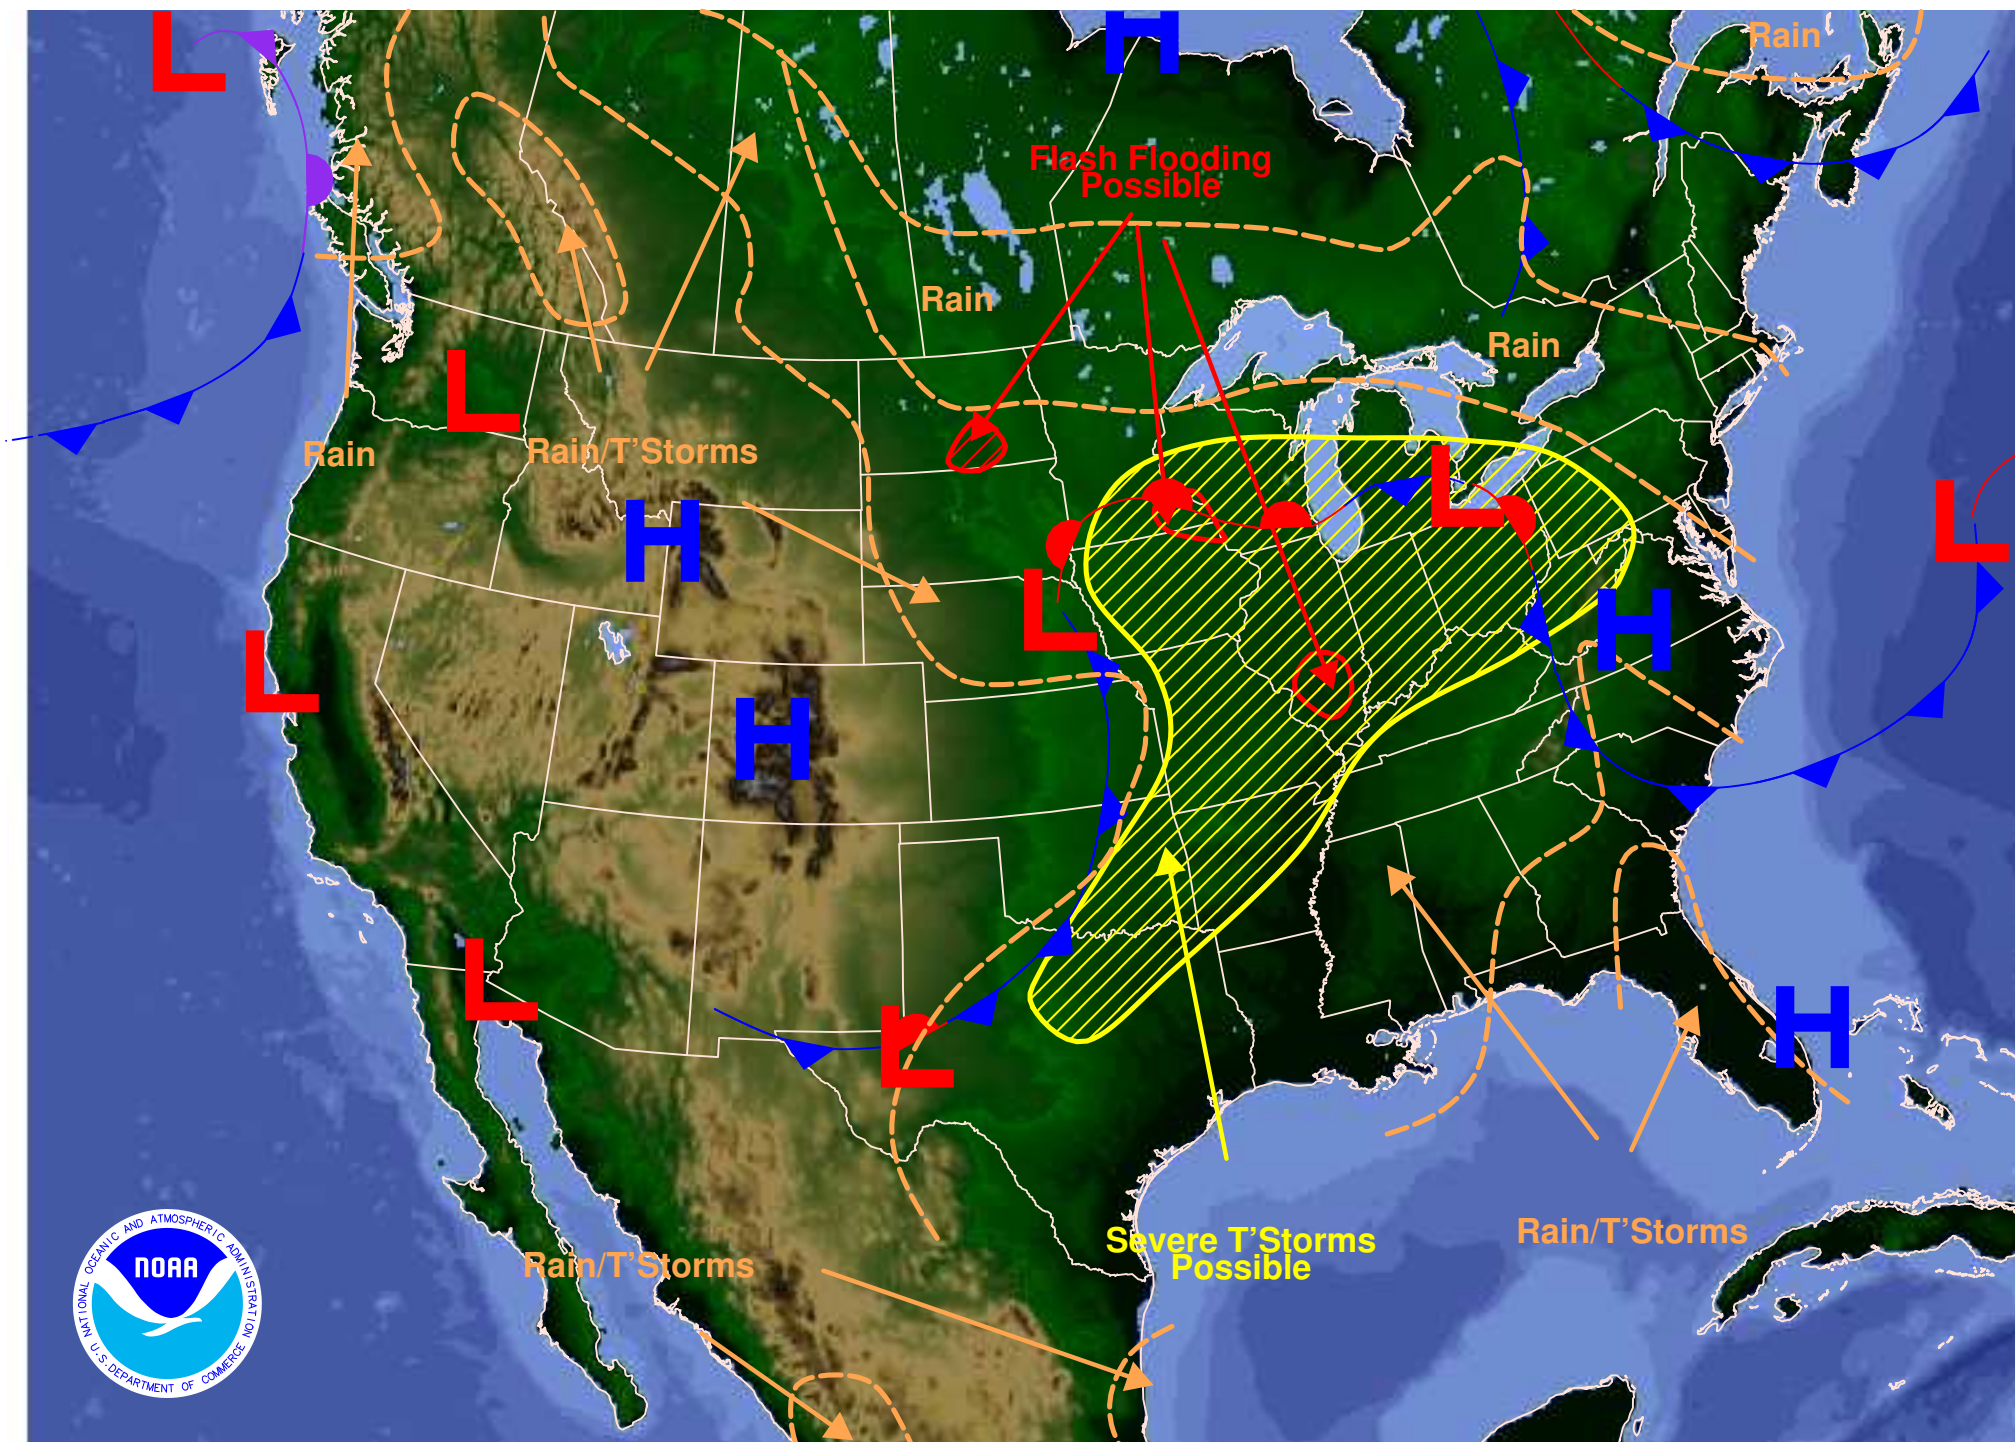 L
H
Rain
Flash Flooding
Possible
Rain
Rain
L
Rain
Rain/T'Storms
L
L
H
L
H
L
H
L
L
H
L
NATIONAL OCEANIC AND ATMOSPHERIC ADMINISTRATION
NOAA
U.S. DEPARTMENT OF COMMERCE
Rain/T'Storms
Severe T'Storms
Possible
Rain/T'Storms